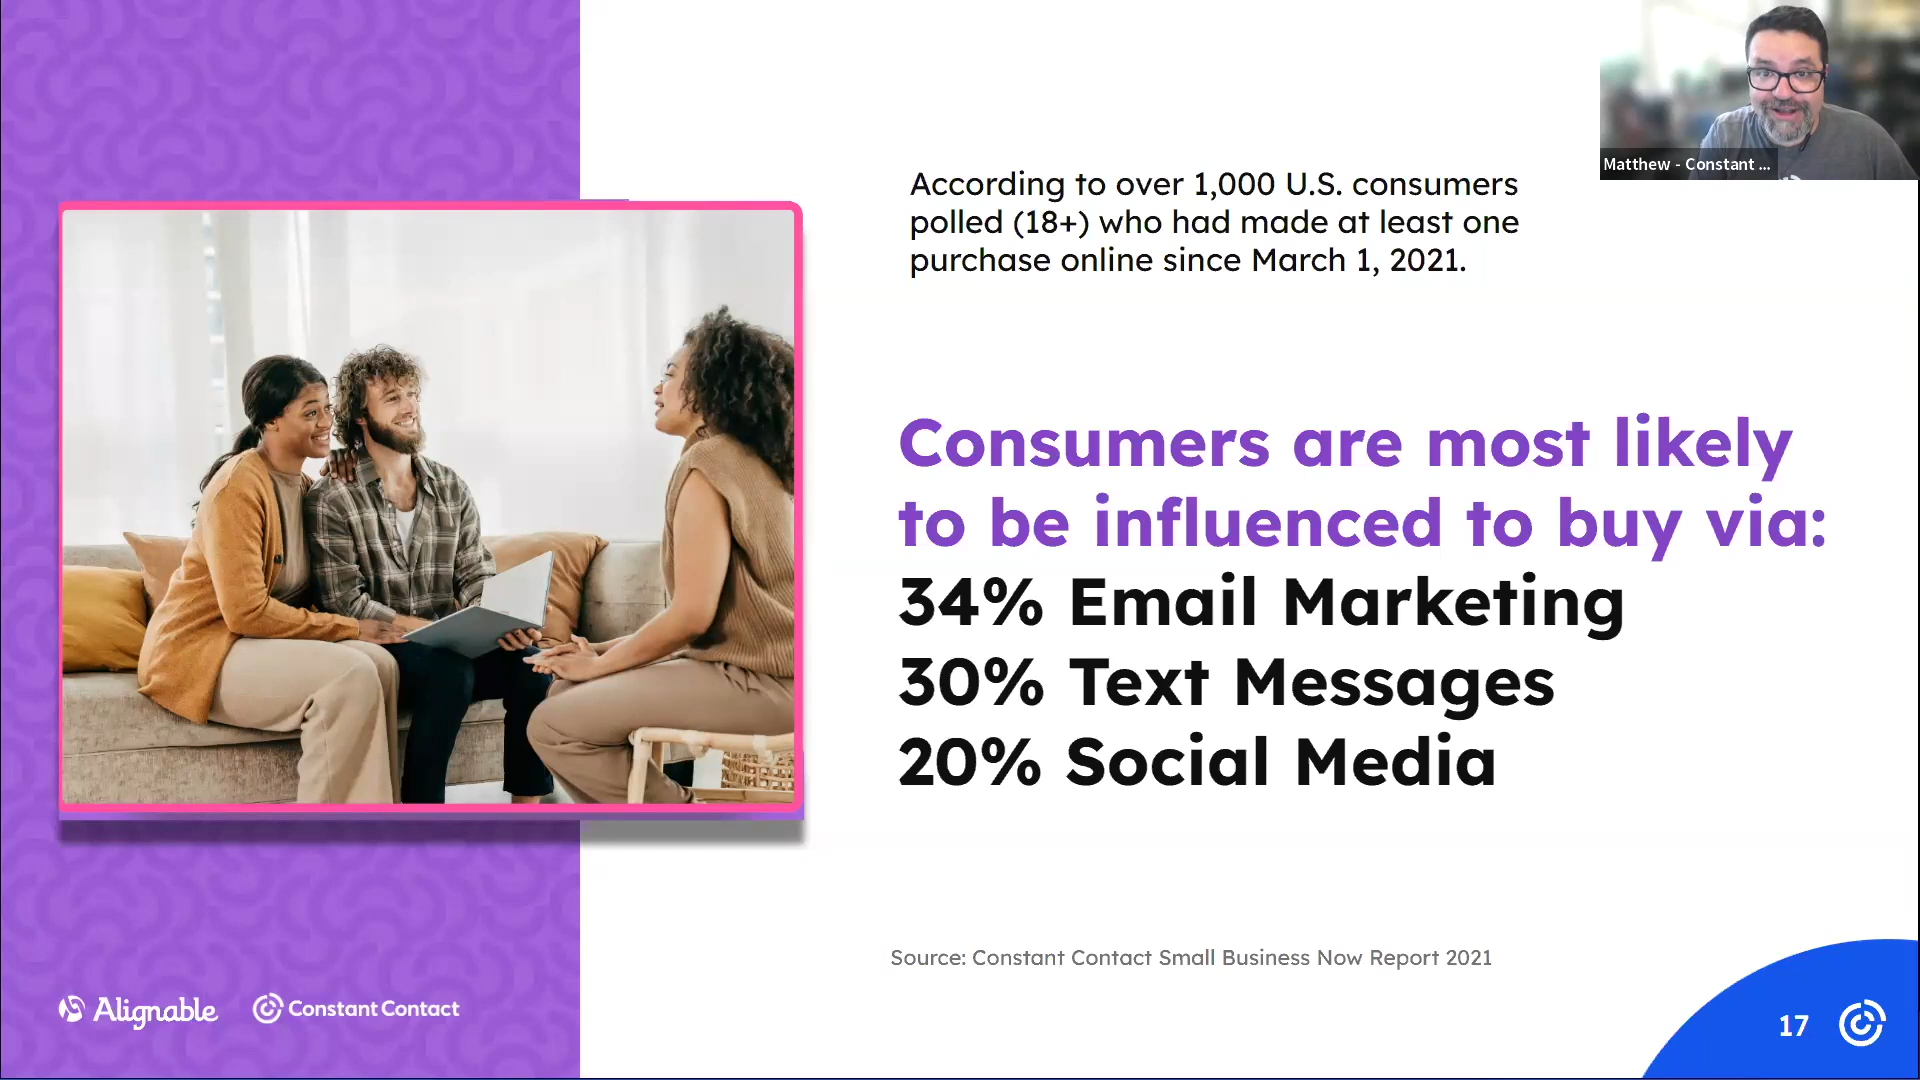 Matthew - Constant ...
According to over 1,000 U.S. consumers
polled (18+) who had made at least one
purchase online since March 1, 2021.
Consumers are most likely
to be influenced to buy via:
34% Email Marketing
30% Text Messages
20% Social Media
Source: Constant Contact Small Business Now Report 2021
Alignable
Constant Contact
17